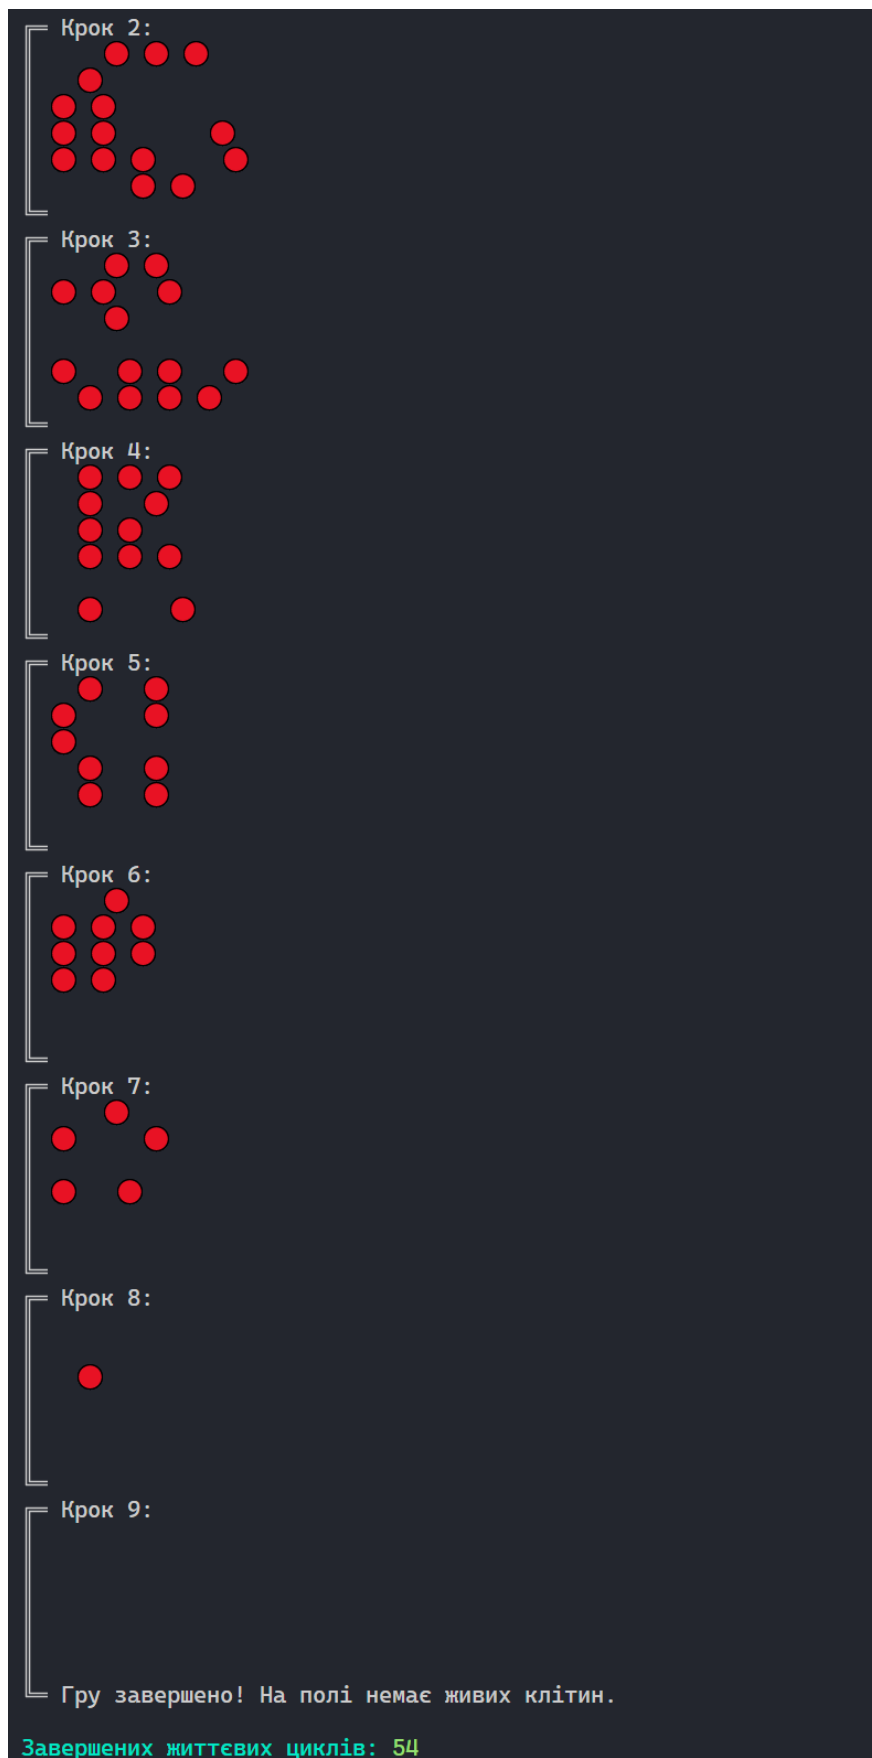 Крок 2:
Крок 3:
Крок 4:
Крок 5:
Крок 6:
Крок 7:
Крок 8:
Крок 9:
Гру завершено! На полі немає живих клітин.
Завершених життєвих циклів: 54